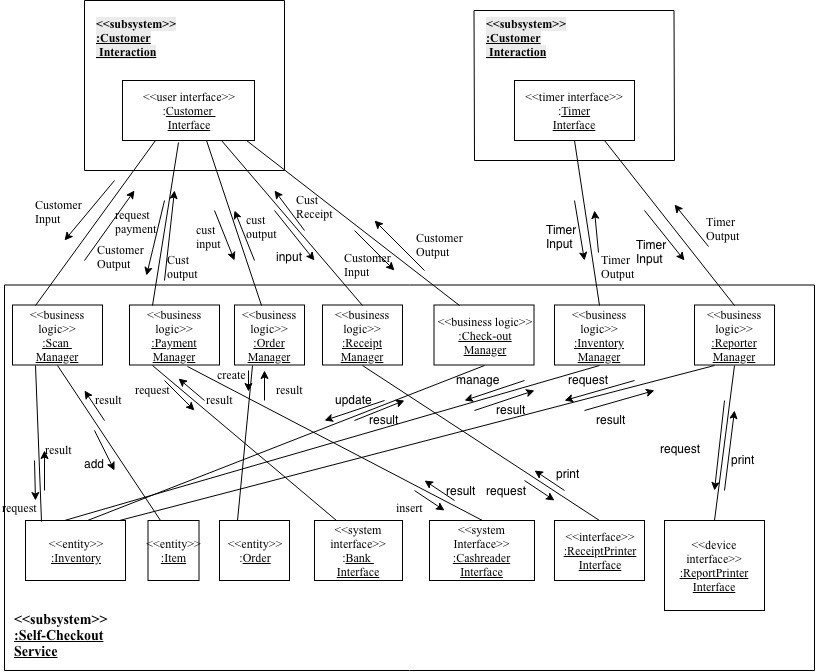 <<subsystem>>
:Customer
Interaction
<<user interface>>
:Customer
Interface
<<subsystem>>
:Customer
Interaction
<<timer interface>>
:Timer
Interface
Customer
Input
request
payment
Customer
Output
Cust
output
cust
input
cust
output
input
Cust
Receipt
Customer
Input
Customer
Output
Timer
Input
Timer
Output
Timer
Input
Timer
Output
<<business
logic>>
:Scan
Manager
<<business
logic>>
:Payment
Manager
<<business
logic>>
:Order
Manager
<<business
logic>>
:Receipt
Manager
<<business logic>>
:Check-out
Manager
<<business
logic>>
:Inventory
Manager
<<business
logic>>
:Reporter
Manager
result
add
result
request
request
result
create
result
update
result
manage
result
request
result
request
print
insert
result
request
print
<<entity>>
:Inventory
<<entity>>
:Item
<<entity>>
:Order
<<system
interface>>
:Bank
Interface
<<system
Interface>>
:Cashreader
Interface
<<interface>>
:ReceiptPrinter
Interface
<<device
interface>>
:ReportPrinter
Interface
<<subsystem>>
:Self-Checkout
Service